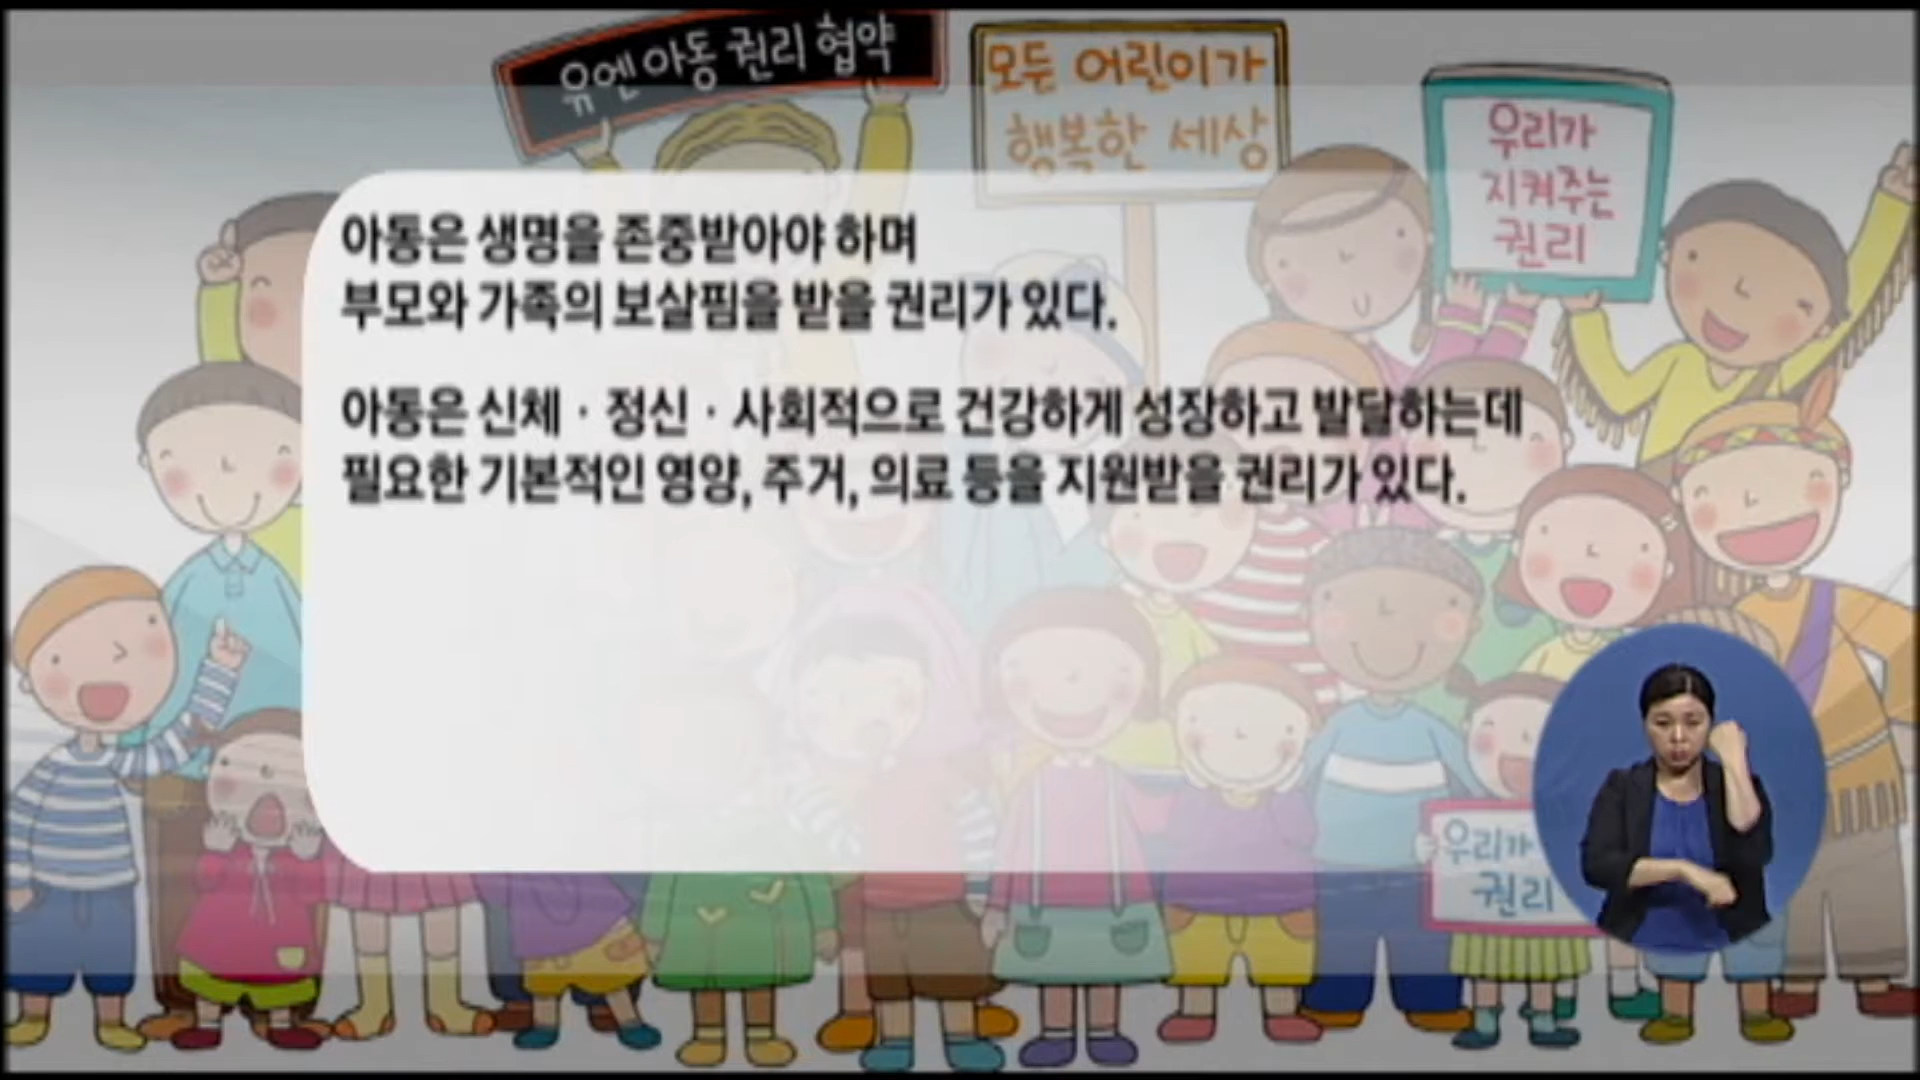 유엔 아동 권리 협약
모든 어린이가
행복한 세상
우리가
지켜주는
권리
아동은 생명을 존중받아야 하며
부모와 가족의 보살핌을 받을 권리가 있다.
아동은 신체 · 정신 · 사회적으로 건강하게 성장하고 발달하는데
필요한 기본적인 영양, 주거, 의료 등을 지원받을 권리가 있다.
우리가
권리